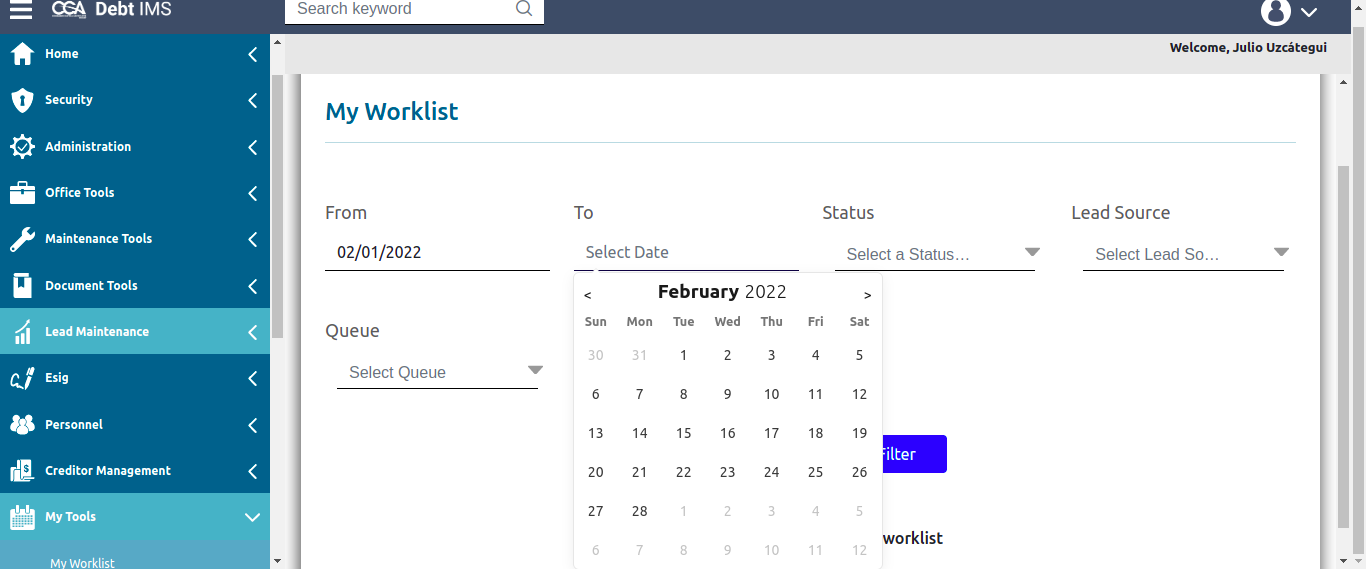 CGA Debt IMS
Search keyword
Welcome, Julio Uzcátegui
Home
Security
Administration
Office Tools
Maintenance Tools
Document Tools
Lead Maintenance
Esig
Personnel
Creditor Management
My Tools
My Worklist
My Worklist
From To Status Lead Source
02/01/2022 Select Date Select a Status... Select Lead So...
Queue
Select Queue
< February 2022 >
Sun Mon Tue Wed Thu Fri Sat
30 31 1 2 3 4 5
6 7 8 9 10 11 12
13 14 15 16 17 18 19
20 21 22 23 24 25 26
27 28 1 2 3 4 5
6 7 8 9 10 11 12
Filter
worklist